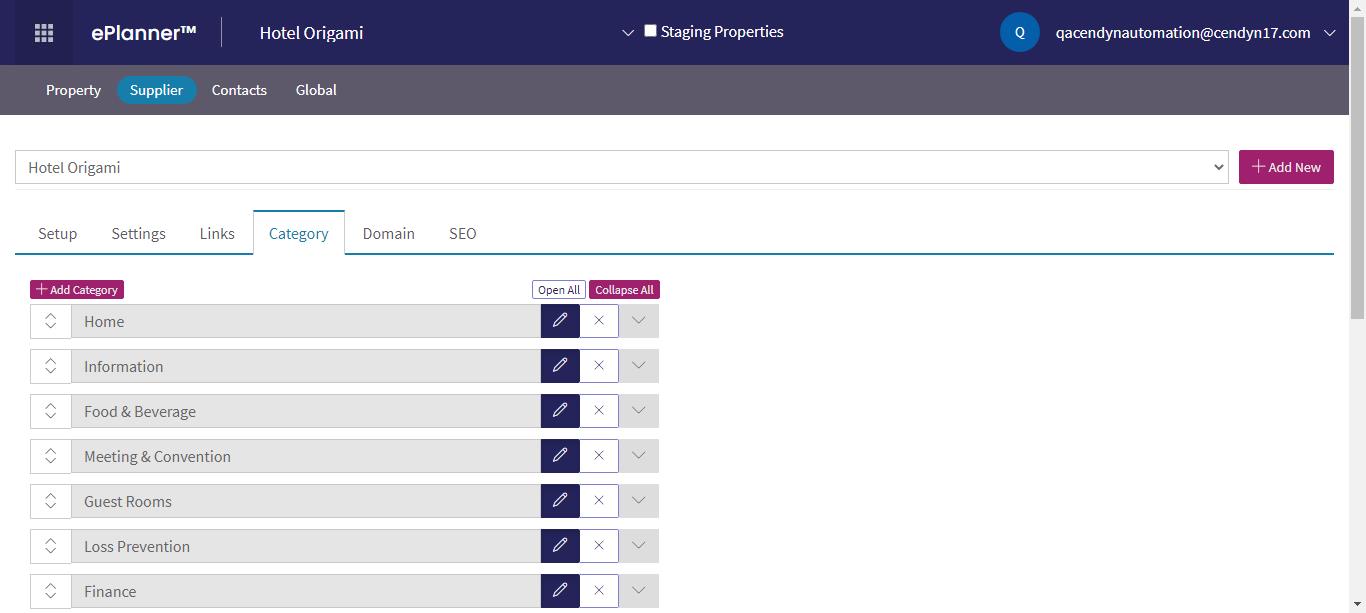 ePlanner™ Hotel Origami Staging Properties Q qacendynautomation@cendyn17.com
Property Supplier Contacts Global
Hotel Origami Add New
Setup Settings Links Category Domain SEO
Add Category Open All Collapse All
Home
Information
Food & Beverage
Meeting & Convention
Guest Rooms
Loss Prevention
Finance